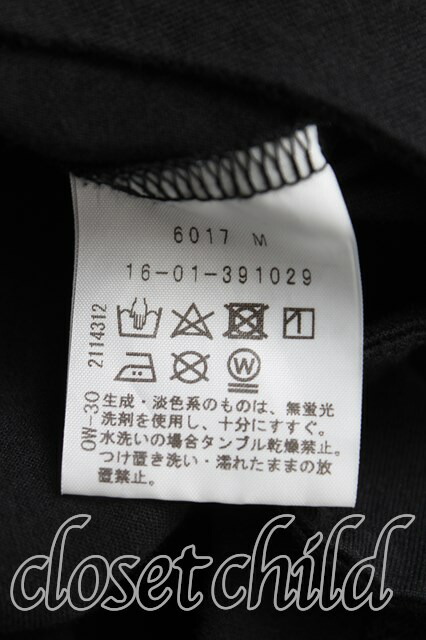 6017 M
16-01-391029
2114312
OW-30
W
生成・淡色系のものは、無蛍光
洗剤を使用し、十分にすすぐ。
水洗いの場合タンブル乾燥禁止。
つけ置き洗い・濡れたままの放
置禁止。
closet child